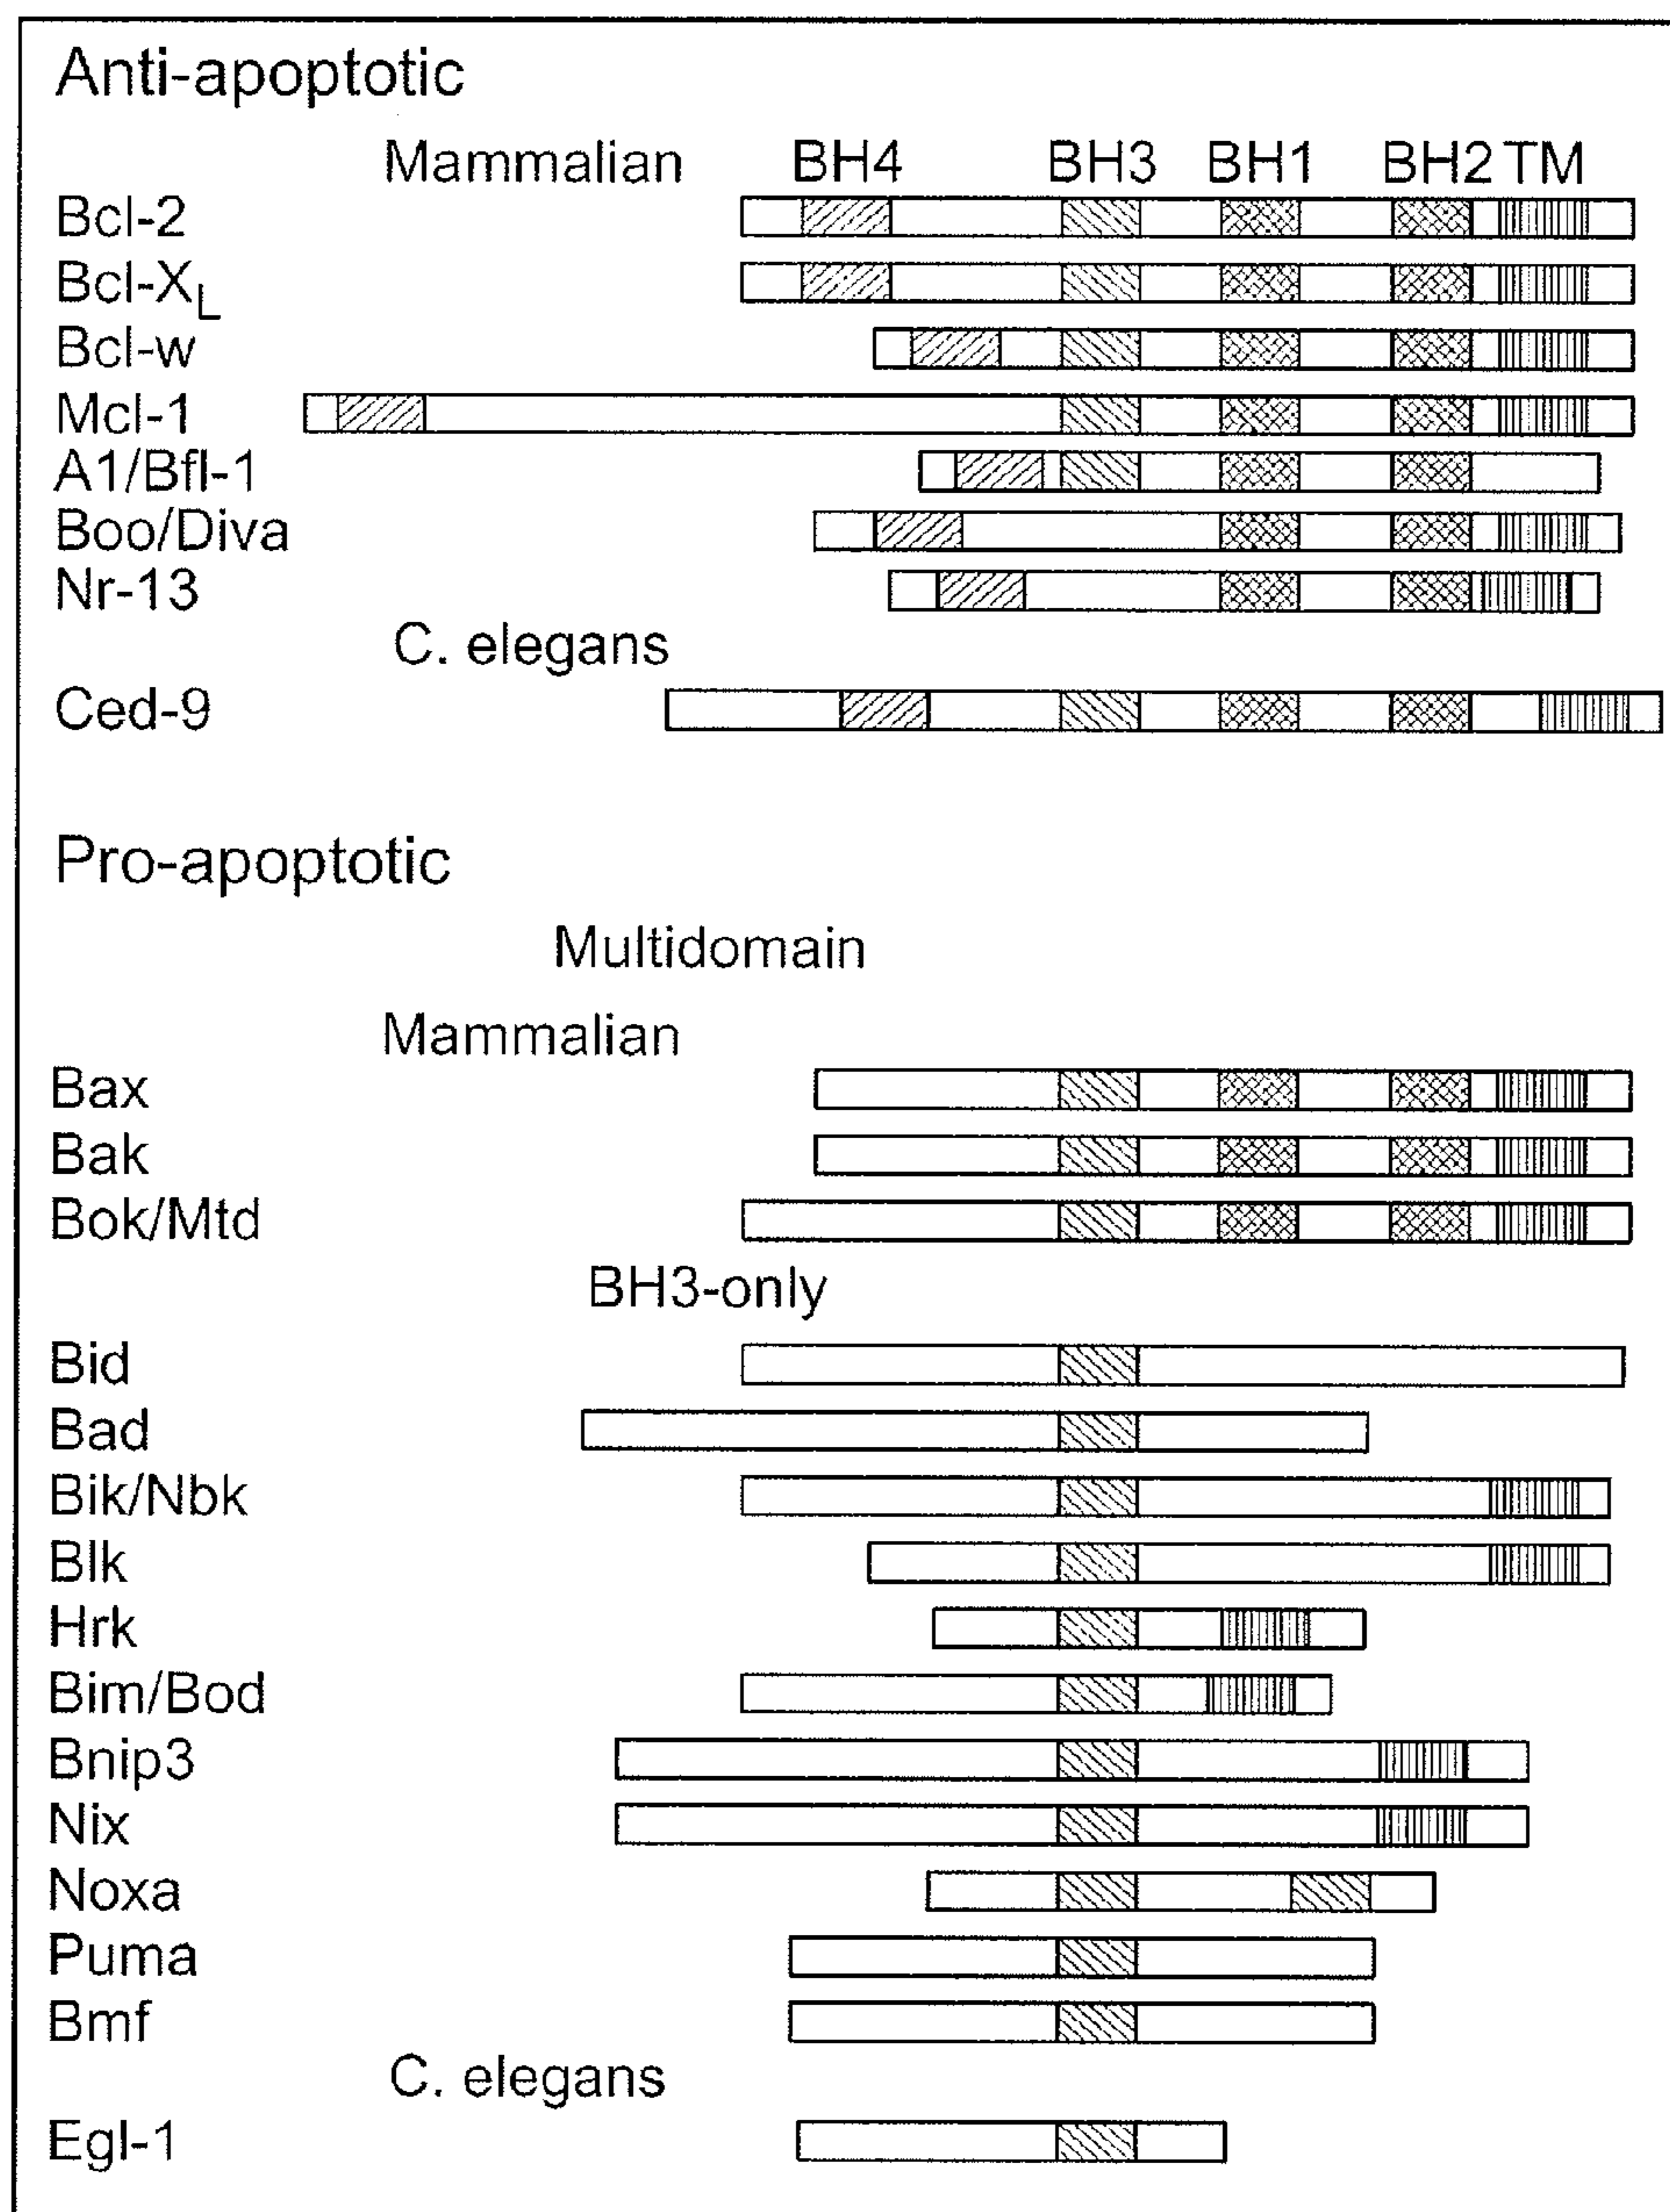 Anti-apoptotic
Mammalian BH4 BH3 BH1 BH2 TM
Bcl-2
Bcl-XL
Bcl-w
Mcl-1
A1/Bfl-1
Boo/Diva
Nr-13
C. elegans
Ced-9
Pro-apoptotic
Multidomain
Mammalian
Bax
Bak
Bok/Mtd
BH3-only
Bid
Bad
Bik/Nbk
Blk
Hrk
Bim/Bod
Bnip3
Nix
Noxa
Puma
Bmf
C. elegans
Egl-1